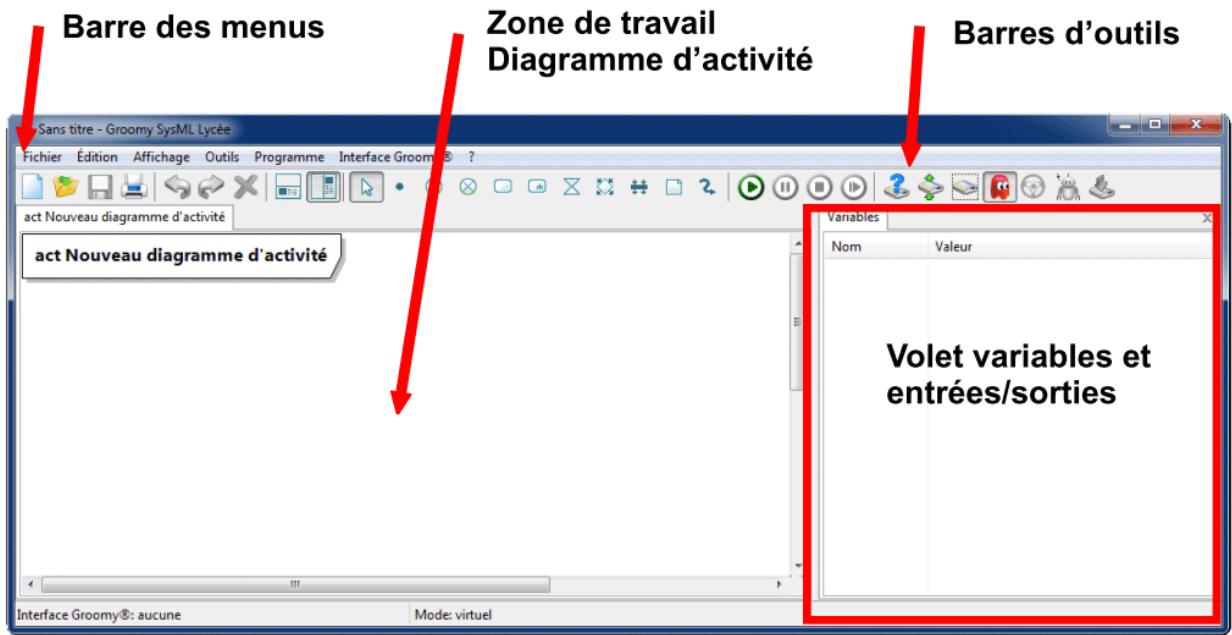 Barre des menus
Zone de travail
Diagramme d'activité
Barres d'outils
Sans titre - Groomy SysML Lycée
Fichier Édition Affichage Outils Programme Interface Groomy® ?
act Nouveau diagramme d'activité
Variables
act Nouveau diagramme d'activité
Nom Valeur
Volet variables et
entrées/sorties
Interface Groomy®: aucune Mode: virtuel